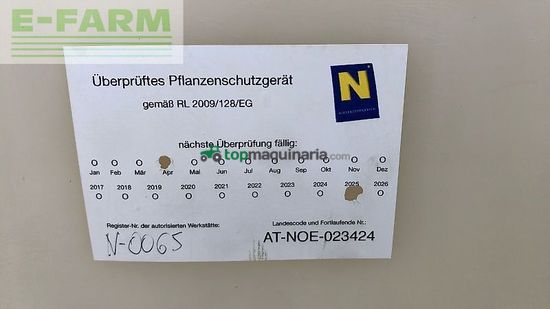 E-FARM
Überprüftes Pflanzenschutzgerät
gemäß RL 2009/128/EG
N
nächste Überprüfung fällig:
topmaquinaria.com
Jan Feb Mär Apr Mai Jun Jul Aug Sep Okt Nov Dez
2017 2018 2019 2020 2021 2022 2023 2024 2025 2026
Register-Nr. der autorisierten Werkstätte:
N-0065
Landescode und Fortlaufende Nr.:
AT-NOE-023424